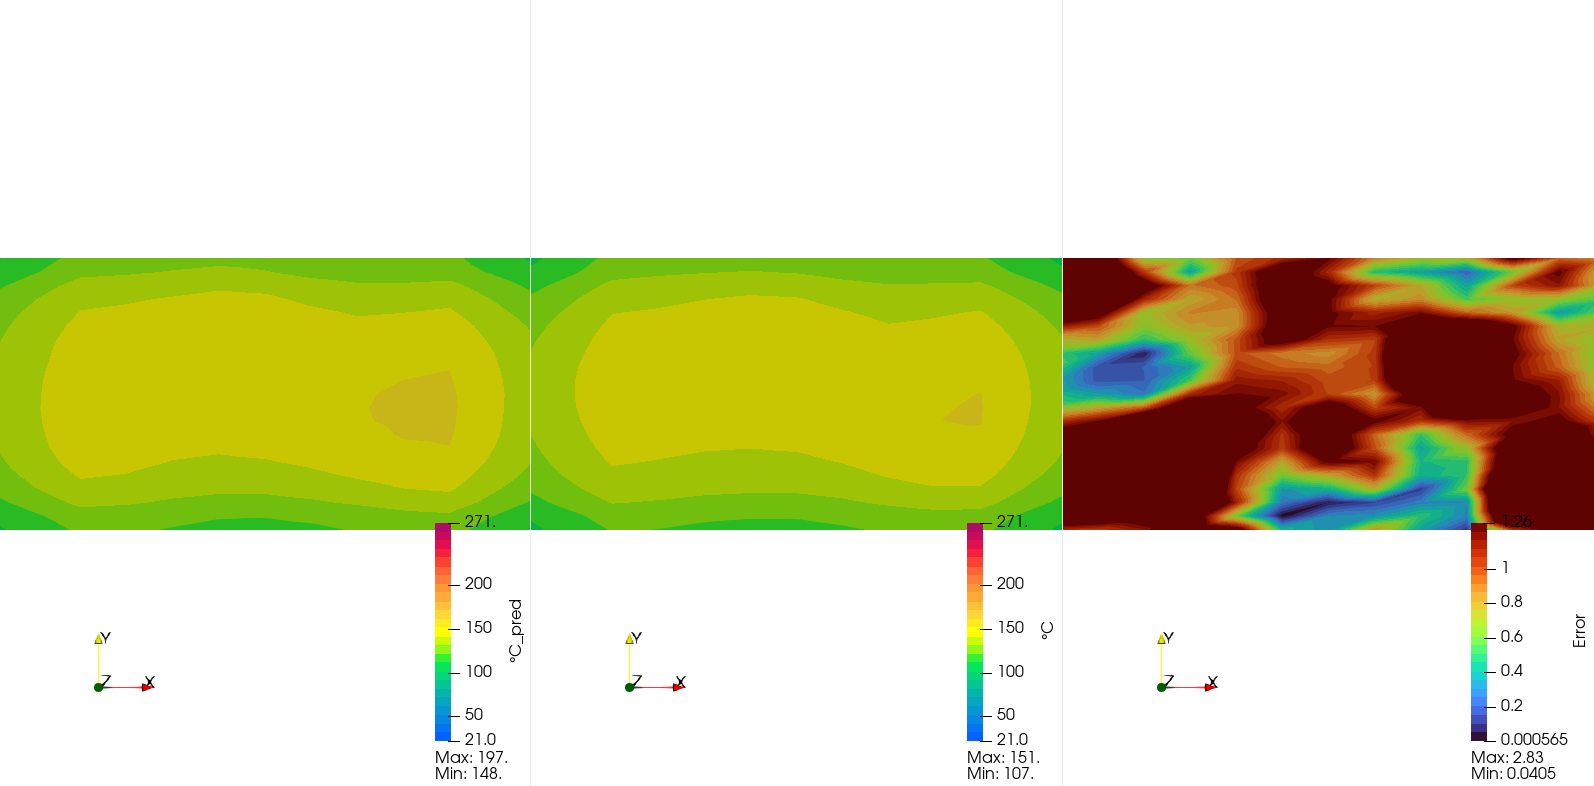 271.
200
150
100
50
21.0
°C_pred
Max: 197.
Min: 148.
Y
Z
X
271.
200
150
100
50
21.0
°C
Max: 151.
Min: 107.
Y
Z
X
1.26
1
0.8
0.6
0.4
0.2
0.000565
Error
Max: 2.83
Min: 0.0405
Y
Z
X